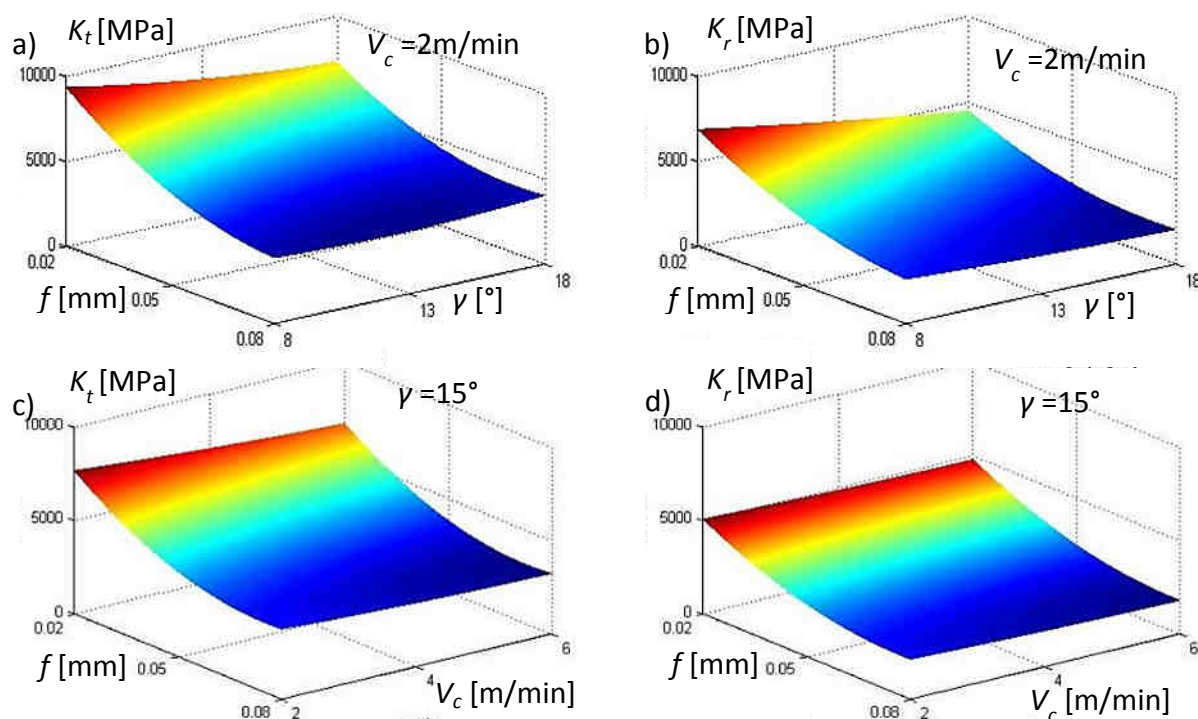 a)
K_t [MPa]
V_c =2m/min
10000
5000
0
0.02
0.05
0.08
f [mm]
8
13
18
γ [°]
b)
K_r [MPa]
V_c =2m/min
10000
5000
0
0.02
0.05
0.08
f [mm]
8
13
18
γ [°]
c)
K_t [MPa]
γ =15°
10000
5000
0
0.02
0.05
0.08
f [mm]
2
4
6
V_c [m/min]
d)
K_r [MPa]
γ =15°
10000
5000
0
0.02
0.05
0.08
f [mm]
2
4
6
V_c [m/min]